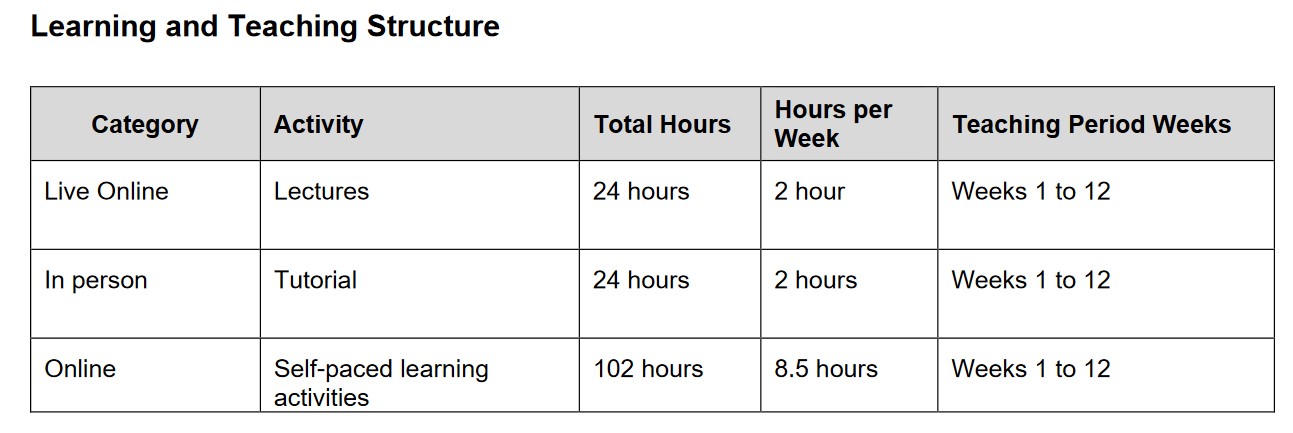 Learning and Teaching Structure
Category Activity Total Hours Hours per Week Teaching Period Weeks
Live Online Lectures 24 hours 2 hour Weeks 1 to 12
In person Tutorial 24 hours 2 hours Weeks 1 to 12
Online Self-paced learning activities 102 hours 8.5 hours Weeks 1 to 12